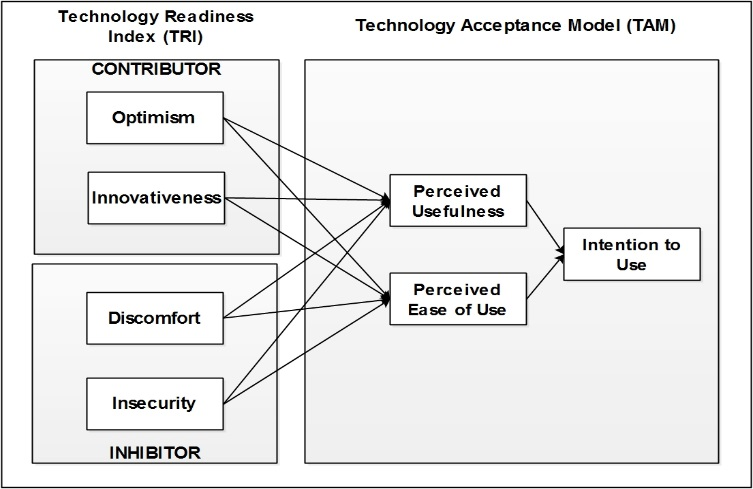 Technology Readiness
Index (TRI)
CONTRIBUTOR
Optimism
Innovativeness
Discomfort
Insecurity
INHIBITOR
Technology Acceptance Model (TAM)
Perceived
Usefulness
Perceived
Ease of Use
Intention to
Use